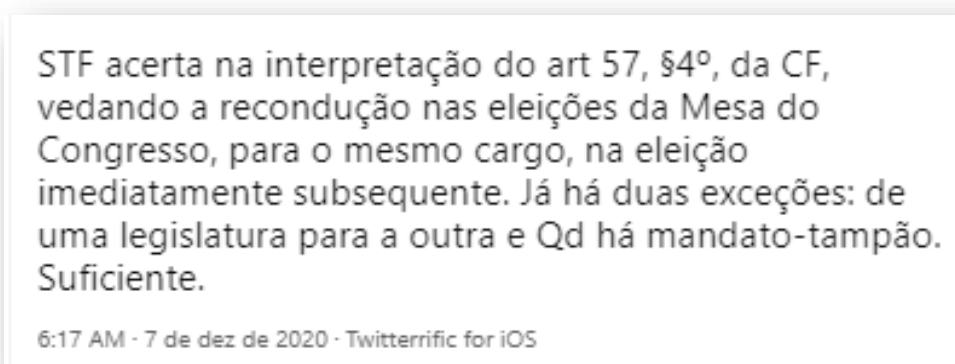 STF acerta na interpretação do art 57, §4º, da CF,
vedando a recondução nas eleições da Mesa do
Congresso, para o mesmo cargo, na eleição
imediatamente subsequente. Já há duas exceções: de
uma legislatura para a outra e Qd há mandato-tampão.
Suficiente.
6:17 AM · 7 de dez de 2020 · Twitterrific for iOS